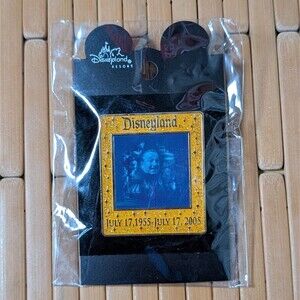 Disneyland
RESORT
Disneyland
JULY 17, 1955-JULY 17, 2005